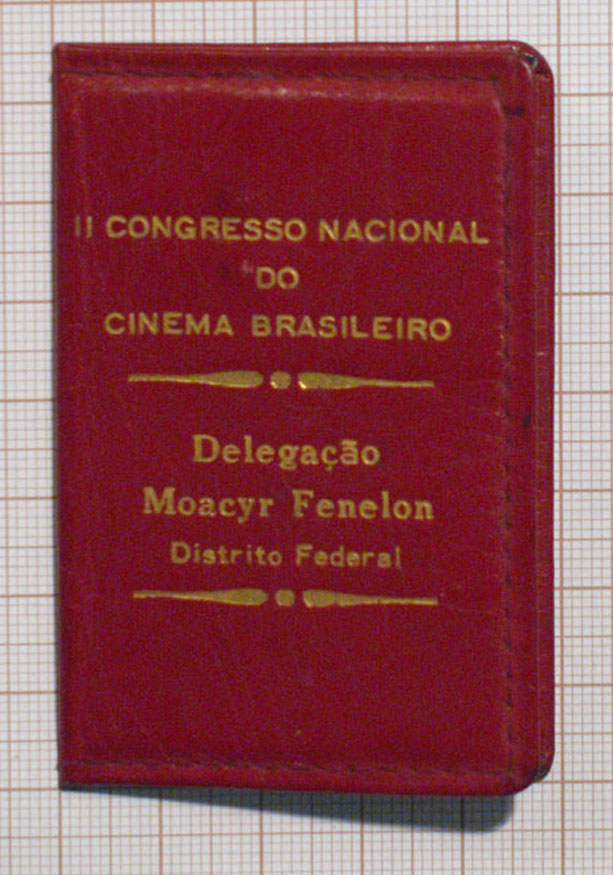 II CONGRESSO NACIONAL
DO
CINEMA BRASILEIRO
Delegação
Moacyr Fenelon
Distrito Federal